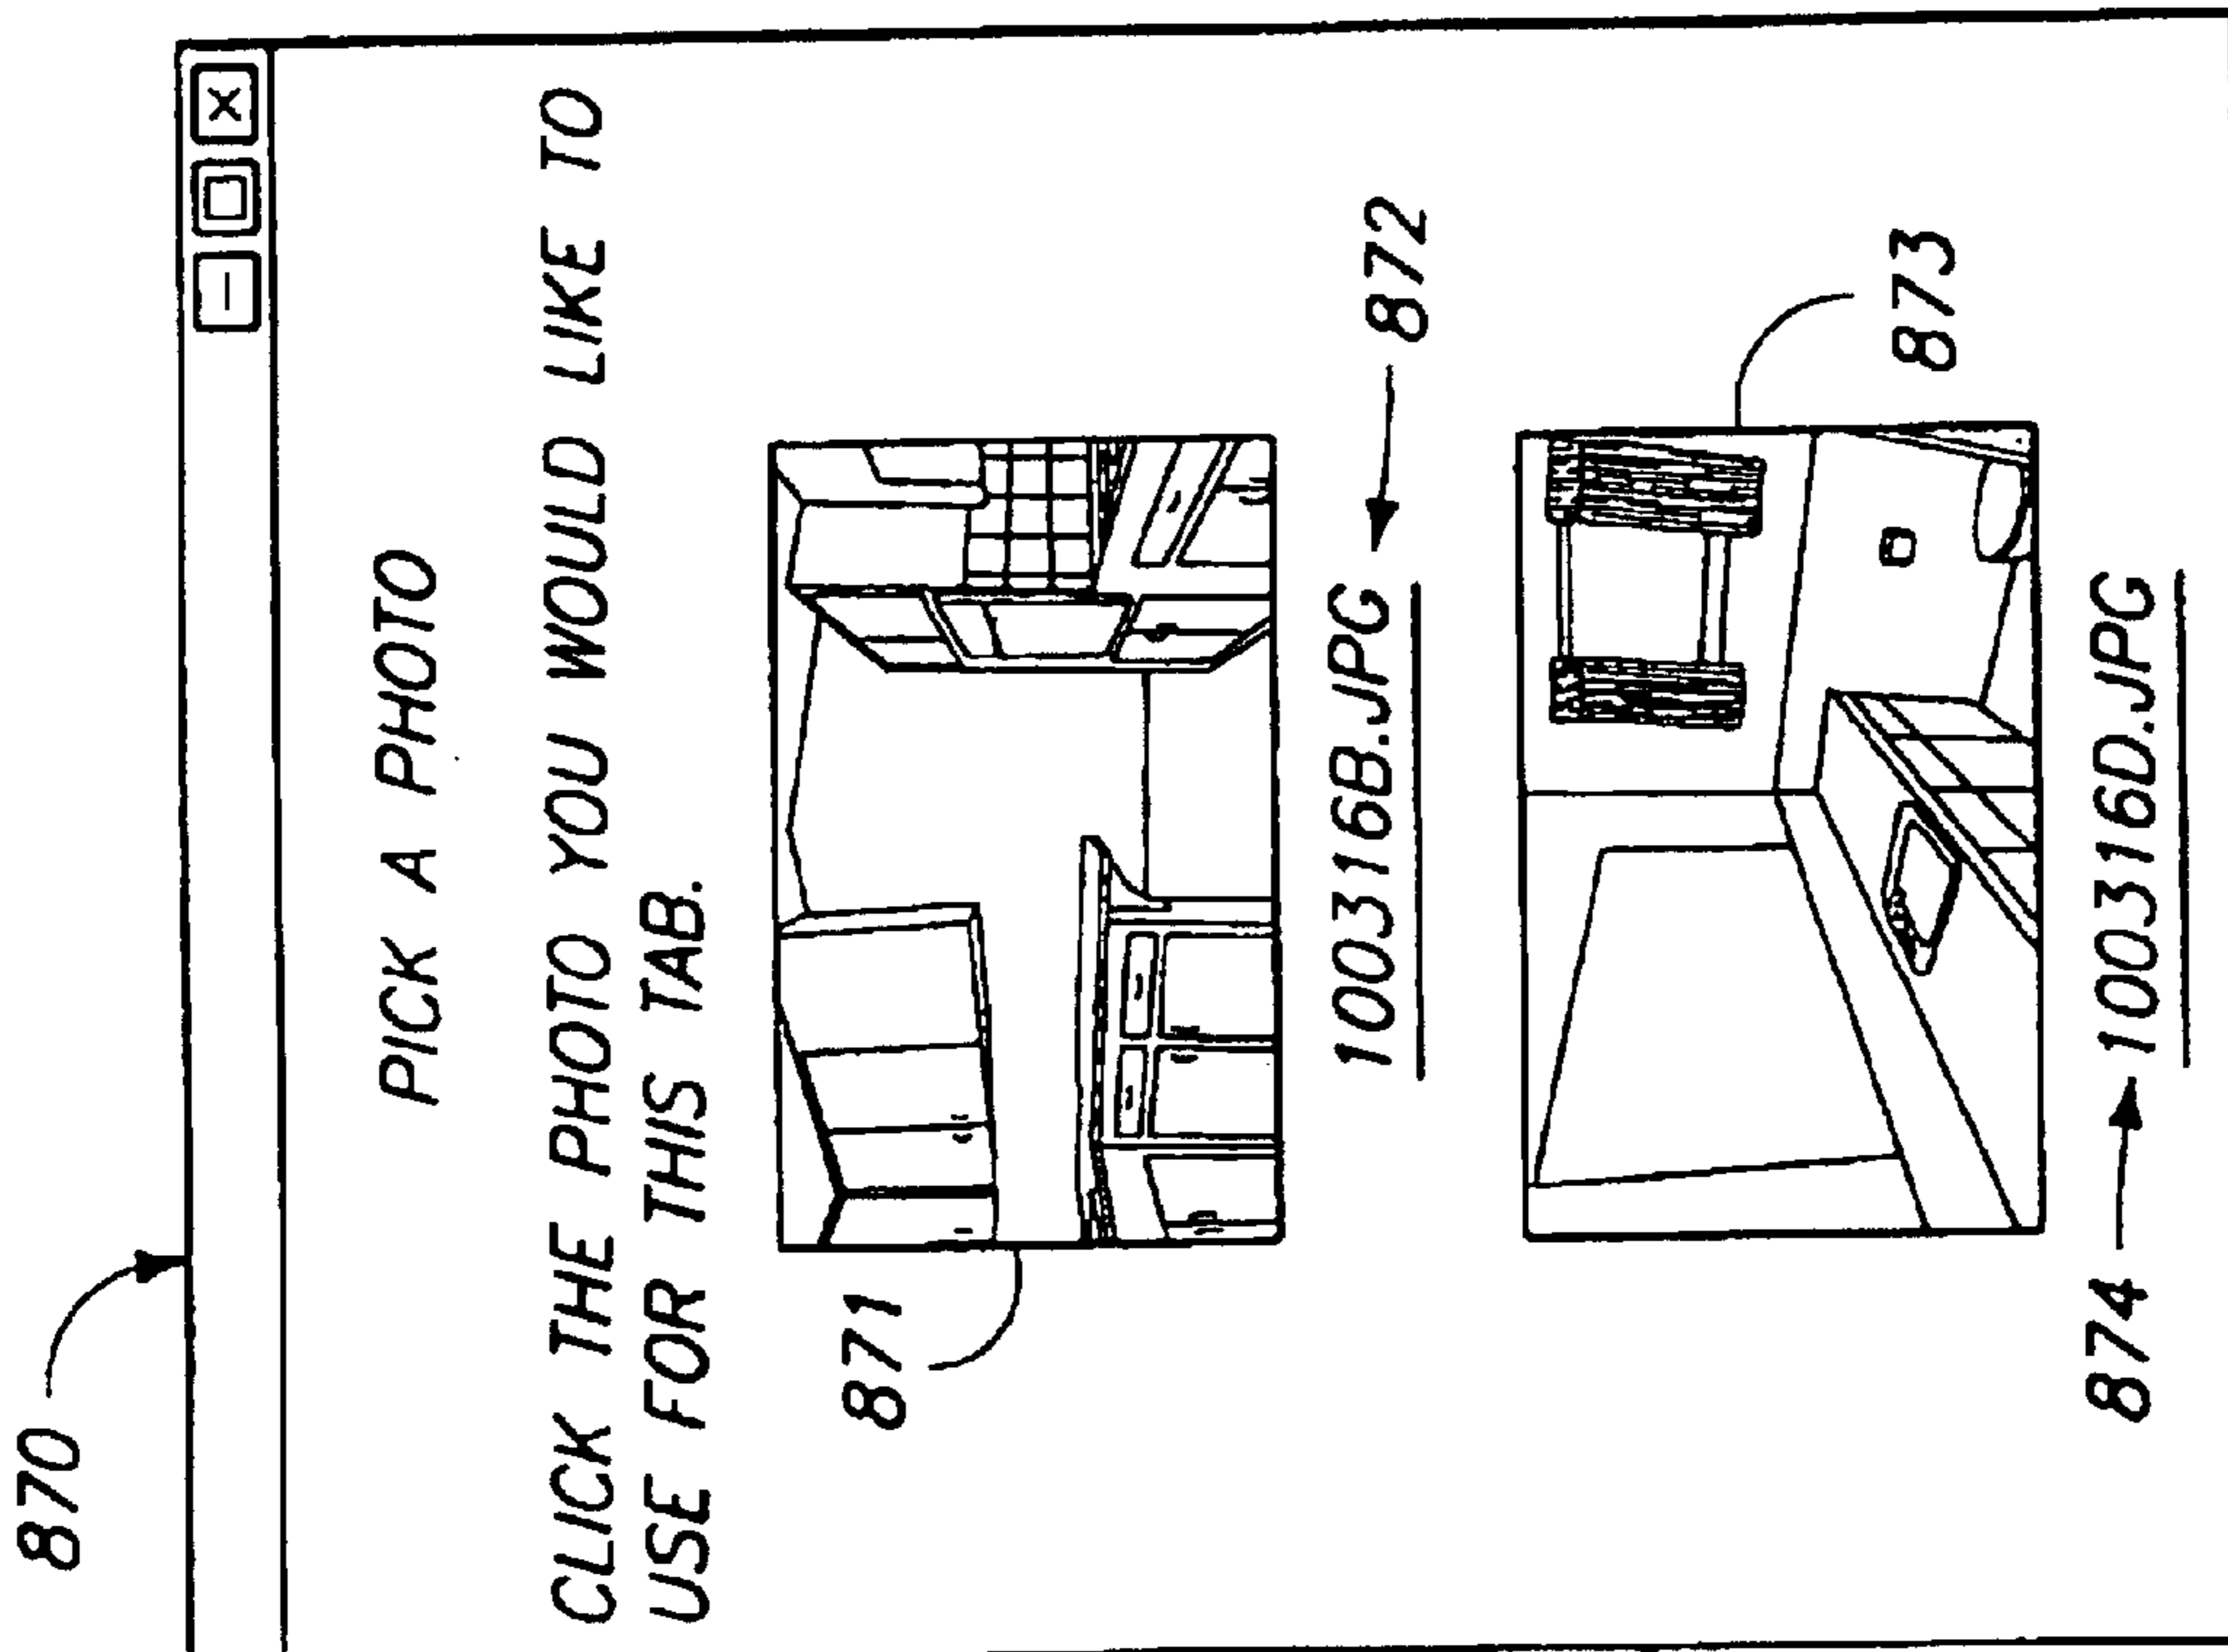 870
PICK A PHOTO
CLICK THE PHOTO YOU WOULD LIKE TO
USE FOR THIS TAB.
871
100316B.JPG
872
873
874
100316D.JPG